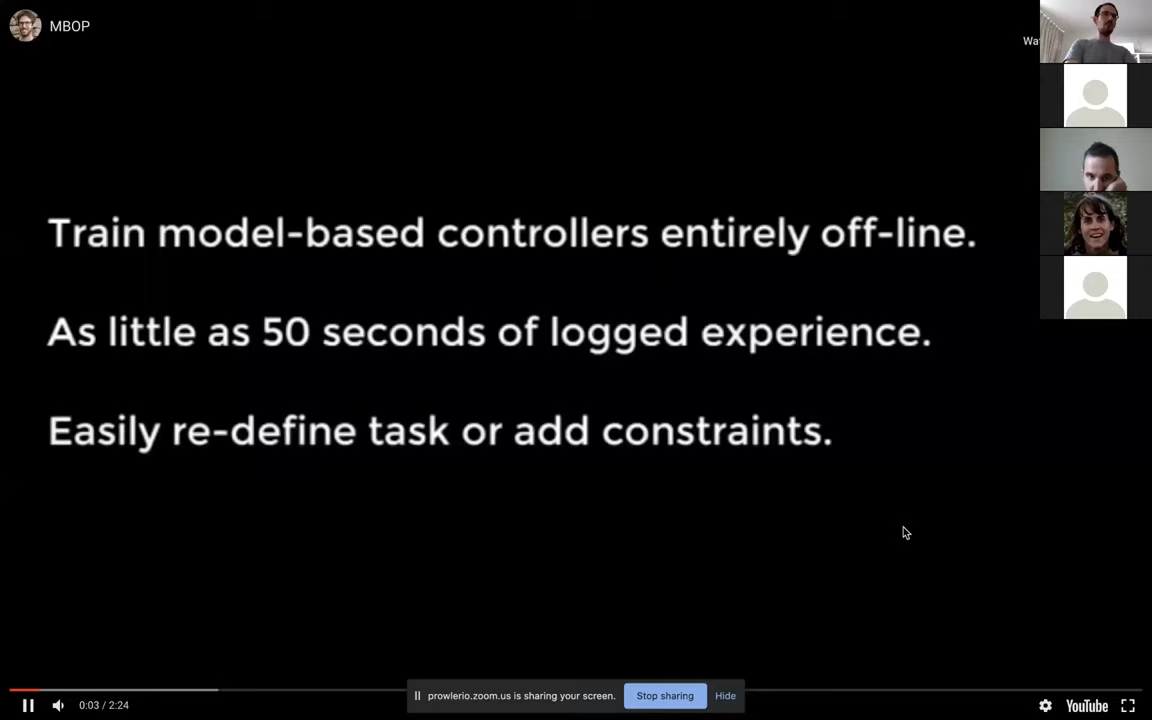 MBOP
Wat
Train model-based controllers entirely off-line.
As little as 50 seconds of logged experience.
Easily re-define task or add constraints.
prowlerio.zoom.us is sharing your screen. Stop sharing Hide
0:03 / 2:24
YouTube